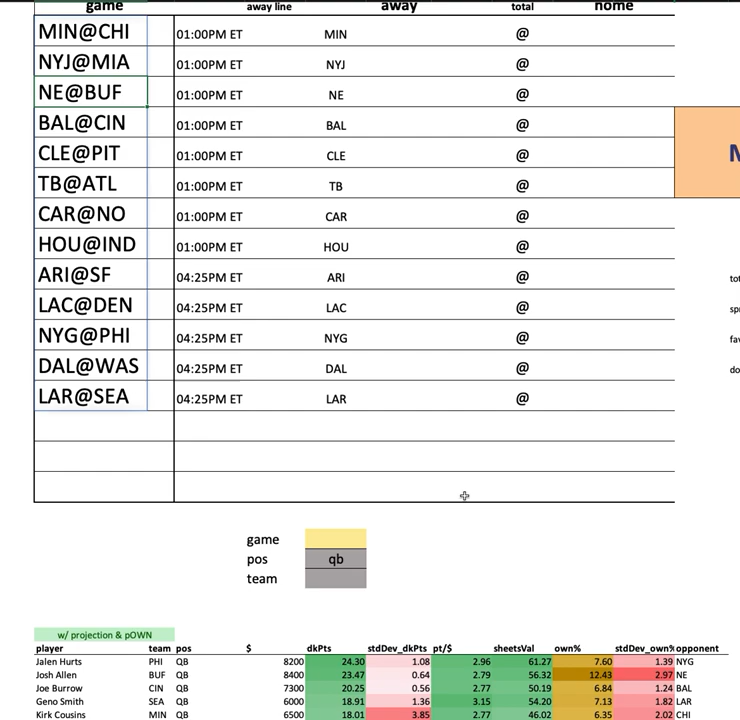 game away line away total home
MIN@CHI 01:00PM ET MIN @
NYJ@MIA 01:00PM ET NYJ @
NE@BUF 01:00PM ET NE @
BAL@CIN 01:00PM ET BAL @
CLE@PIT 01:00PM ET CLE @
TB@ATL 01:00PM ET TB @
CAR@NO 01:00PM ET CAR @
HOU@IND 01:00PM ET HOU @
ARI@SF 04:25PM ET ARI @
LAC@DEN 04:25PM ET LAC @
NYG@PHI 04:25PM ET NYG @
DAL@WAS 04:25PM ET DAL @
LAR@SEA 04:25PM ET LAR @
game
pos qb
team
w/ projection & pOWN
player team pos $ dkPts stdDev_dkPts pt/$ sheetsVal own% stdDev_own% opponent
Jalen Hurts PHI QB 8200 24.30 1.08 2.96 61.27 7.60 1.39 NYG
Josh Allen BUF QB 8400 23.47 0.64 2.79 56.32 12.43 2.97 NE
Joe Burrow CIN QB 7300 20.25 0.56 2.77 50.19 6.84 1.24 BAL
Geno Smith SEA QB 6000 18.91 1.36 3.15 54.20 7.13 1.82 LAR
Kirk Cousins MIN QB 6500 18.01 3.85 2.77 46.02 6.35 2.02 CHI